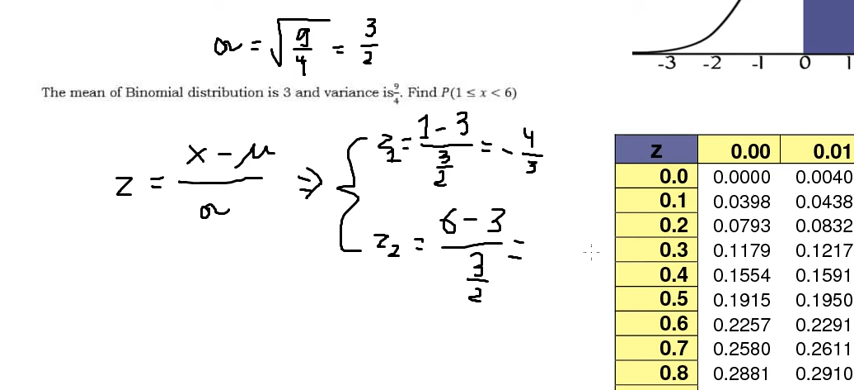 σ = √(9/4) = 3/2
The mean of Binomial distribution is 3 and variance is 9/4. Find P(1 ≤ x < 6)
z = (x - μ)/σ ⇒ { z₁ = (1 - 3)/(3/2) = - 4/3
z₂ = (6 - 3)/(3/2) =
-3 -2 -1 0 1
z 0.00 0.01
0.0 0.0000 0.0040
0.1 0.0398 0.0438
0.2 0.0793 0.0832
0.3 0.1179 0.1217
0.4 0.1554 0.1591
0.5 0.1915 0.1950
0.6 0.2257 0.2291
0.7 0.2580 0.2611
0.8 0.2881 0.2910